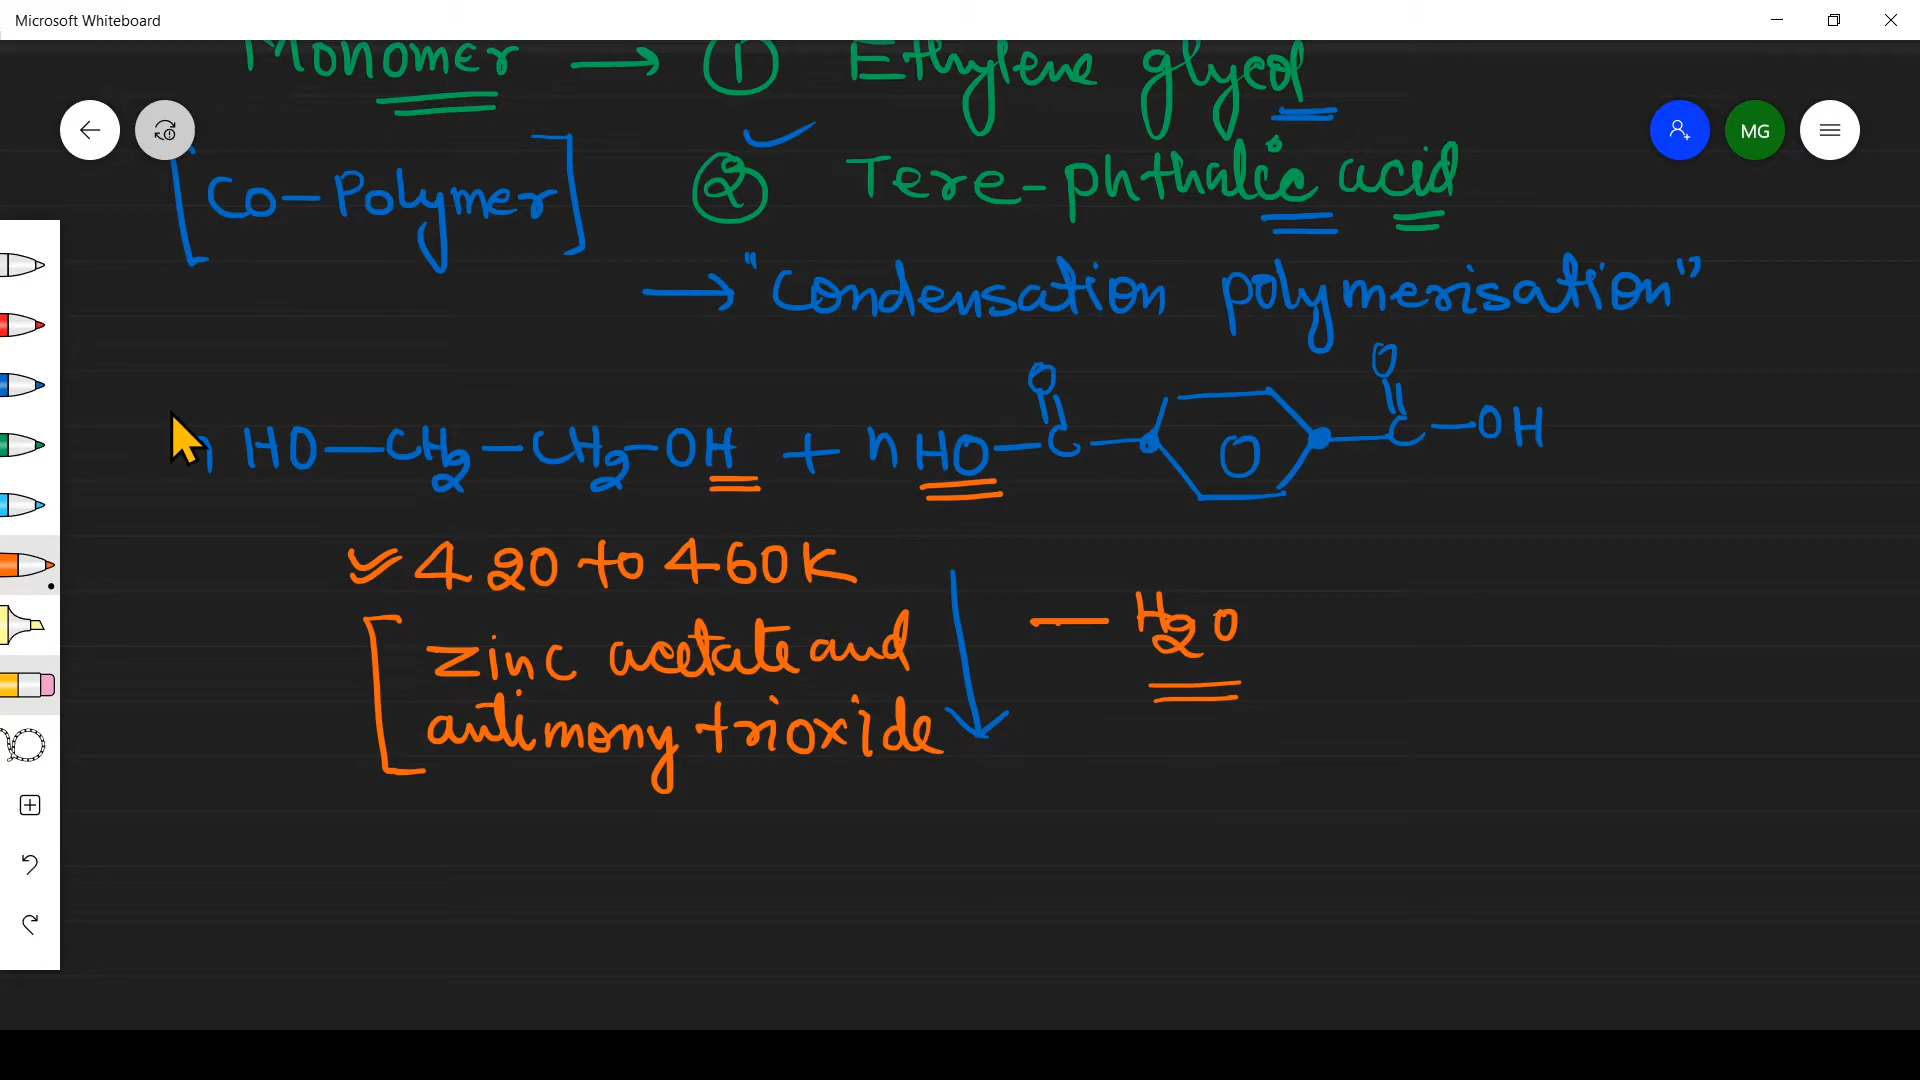 Microsoft Whiteboard
Monomer → ① Ethylene glycol
MG
[Co-Polymer] ② Tere-phthalic acid
→ "Condensation polymerisation"
O O
n HO—CH2—CH2—OH + n HO—C—O—C—OH
420 to 460K
— H2O
[zinc acetate and
antimony trioxide